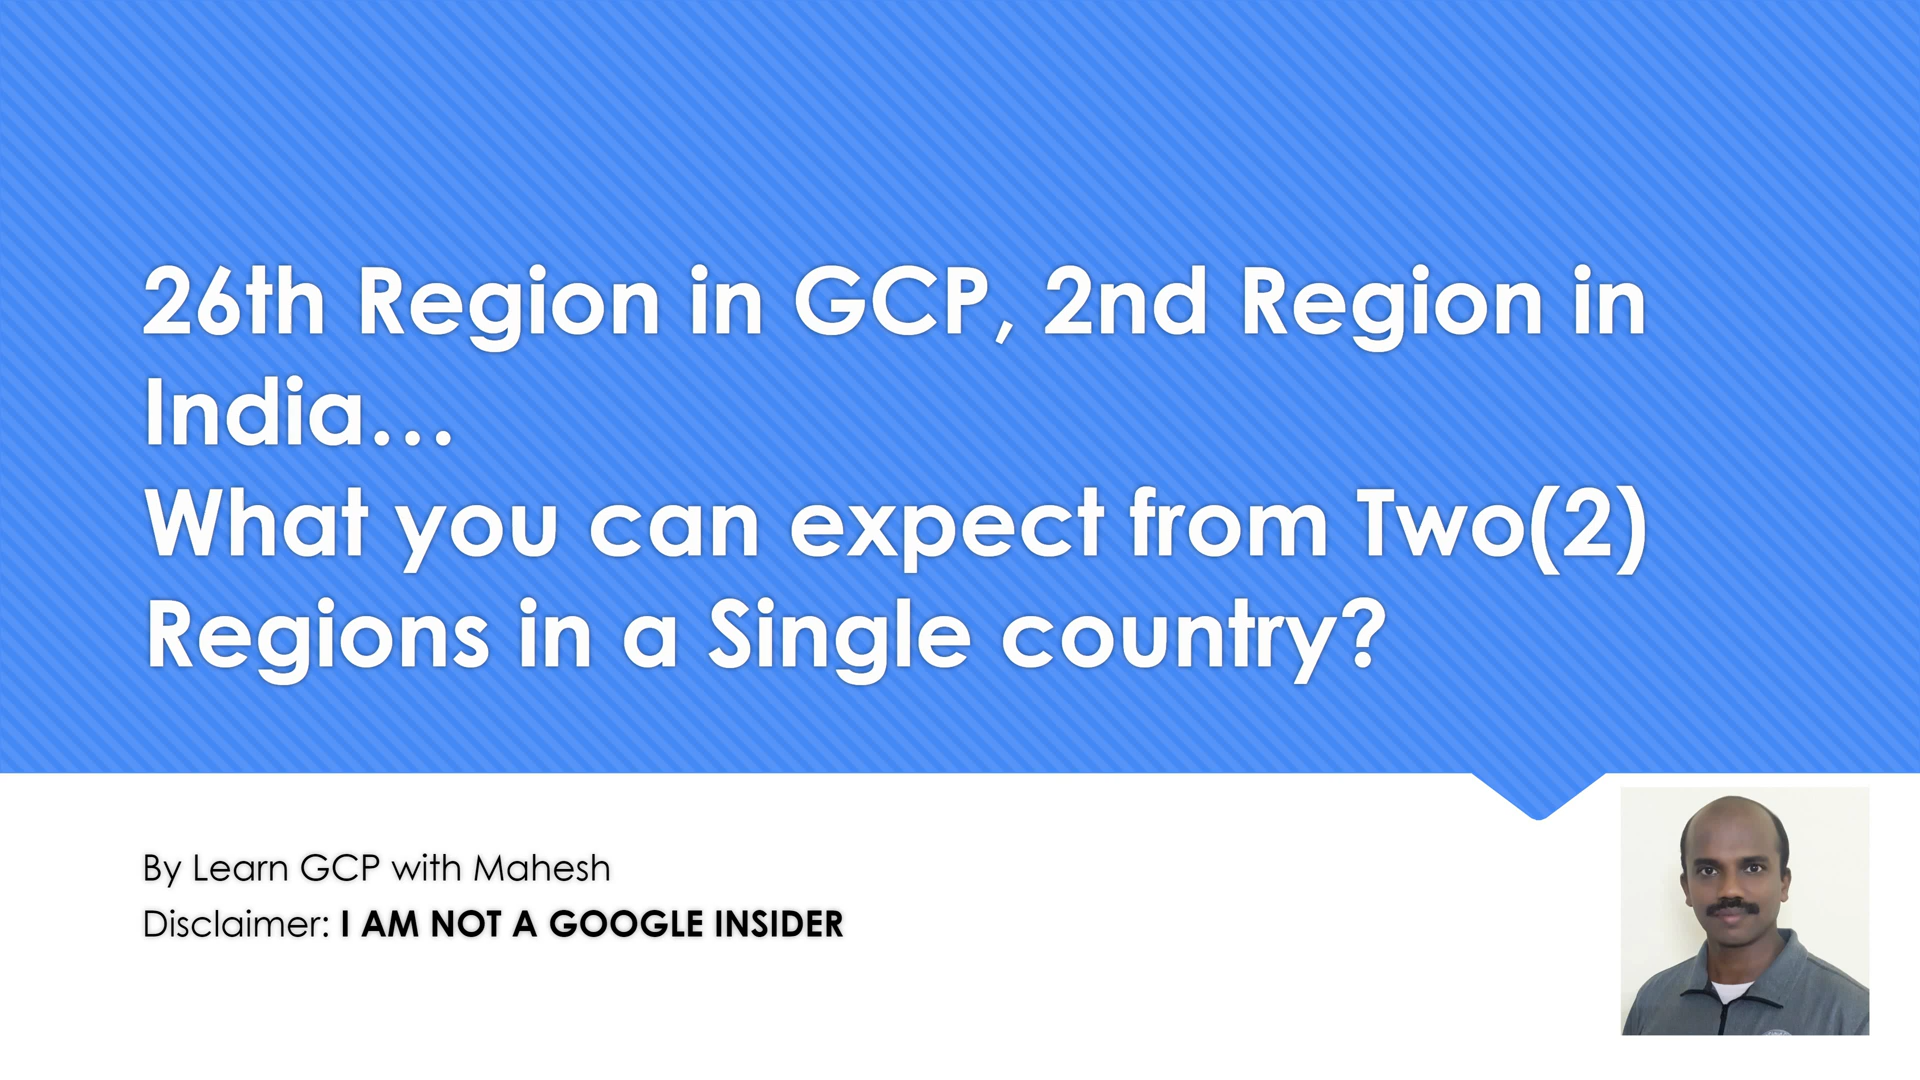 26th Region in GCP, 2nd Region in
India…
What you can expect from Two(2)
Regions in a Single country?
By Learn GCP with Mahesh
Disclaimer: I AM NOT A GOOGLE INSIDER